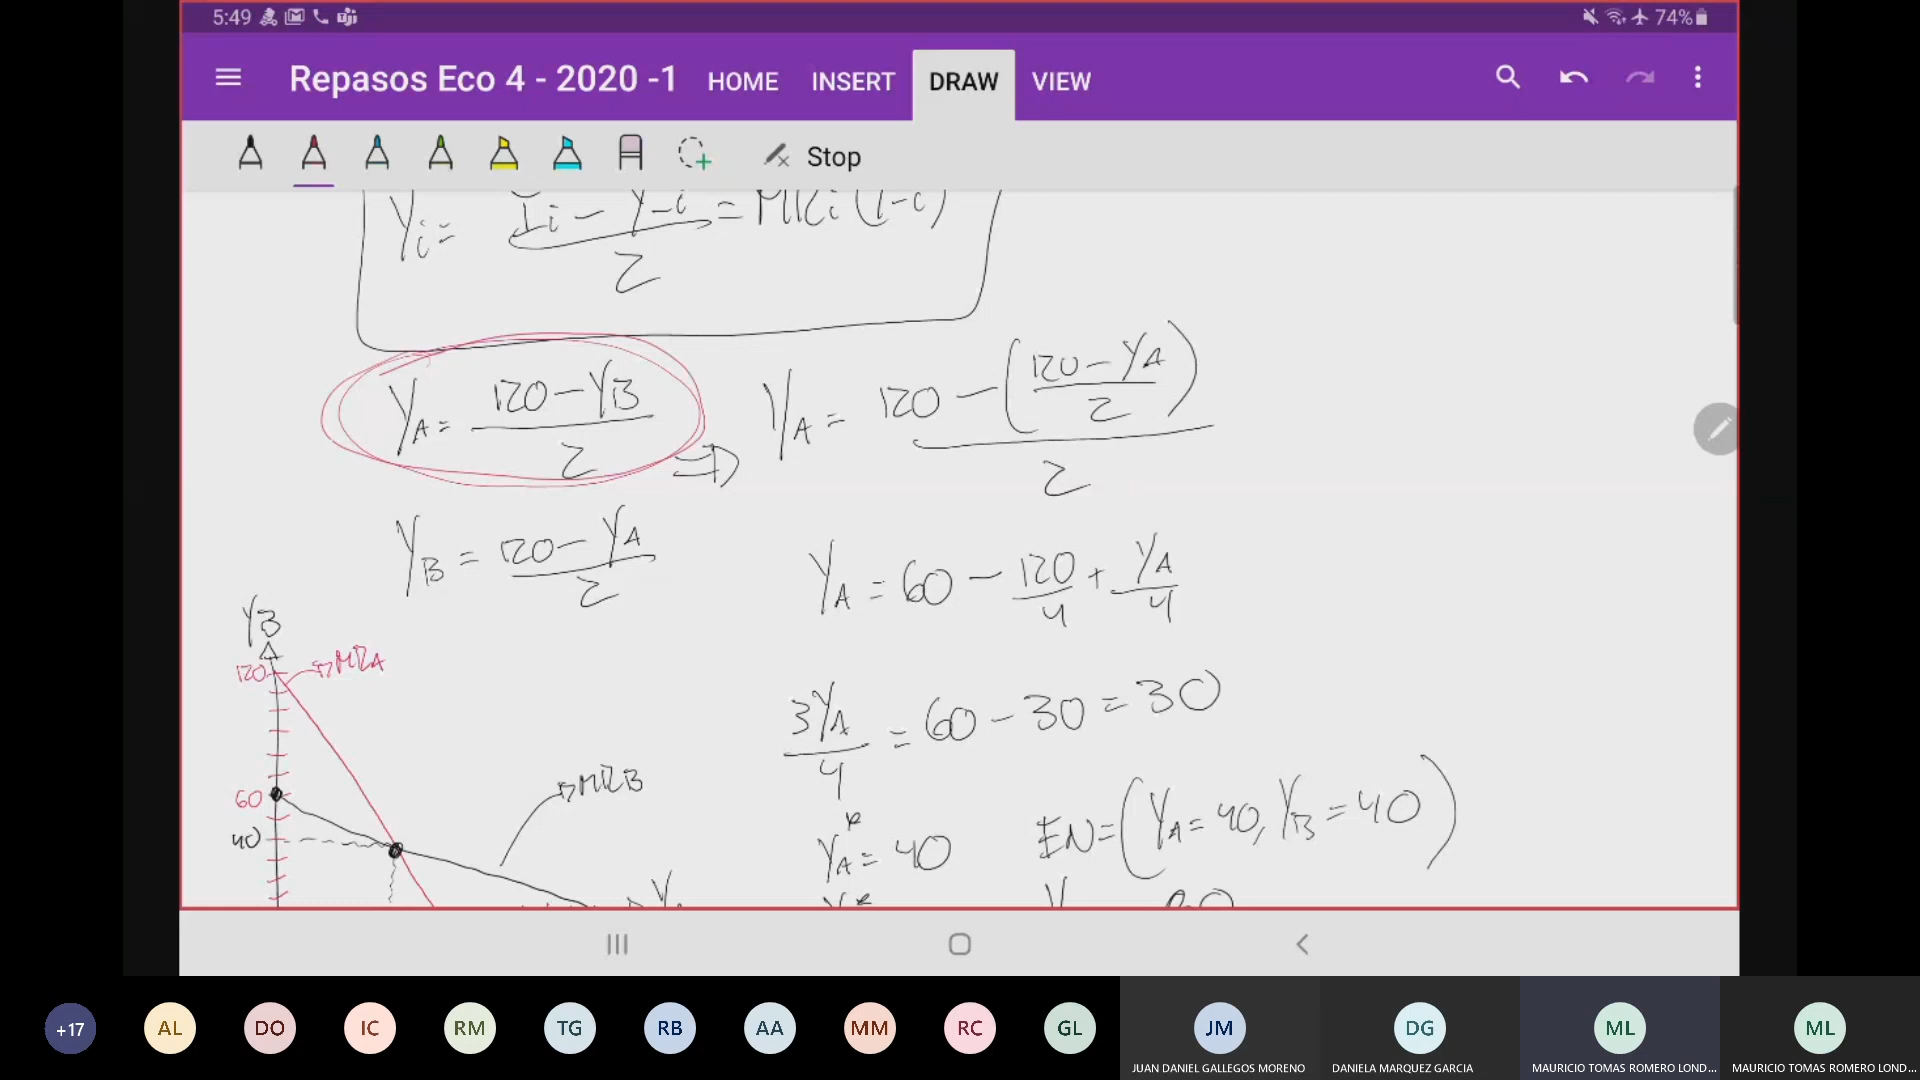 5:49 74%
Repasos Eco 4 - 2020 -1 HOME INSERT DRAW VIEW
Stop
Yi = (Ii - Y-i)/2 = MRi(Y-i)
YA = (120 - YB)/2 ⇒ YA = (120 - ((120 - YA)/2))/2
YB = (120 - YA)/2
YA = 60 - 120/4 + YA/4
YB
120 MRA
3YA/4 = 60 - 30 = 30
60 MRB
40
YA* = 40 EN = (YA = 40, YB = 40)
+17 AL DO IC RM TG RB AA MM RC GL JM DG ML ML
JUAN DANIEL GALLEGOS MORENO DANIELA MARQUEZ GARCIA MAURICIO TOMAS ROMERO LOND... MAURICIO TOMAS ROMERO LOND...